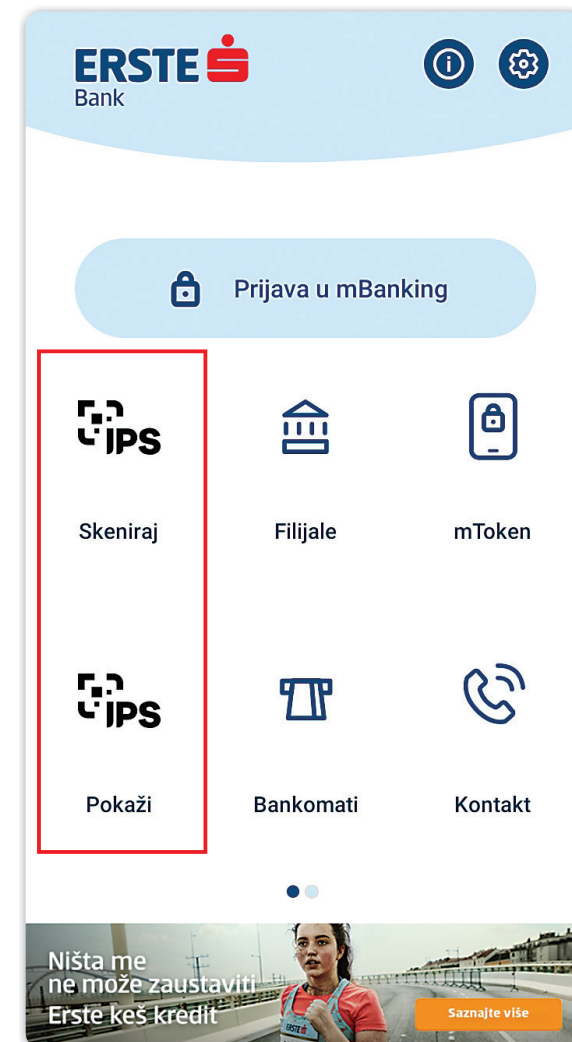 ERSTE
Bank
Prijava u mBanking
IPS
Skeniraj
Filijale
mToken
IPS
Pokaži
Bankomati
Kontakt
Ništa me
ne može zaustaviti
Erste keš kredit
ERSTE
Saznajte više